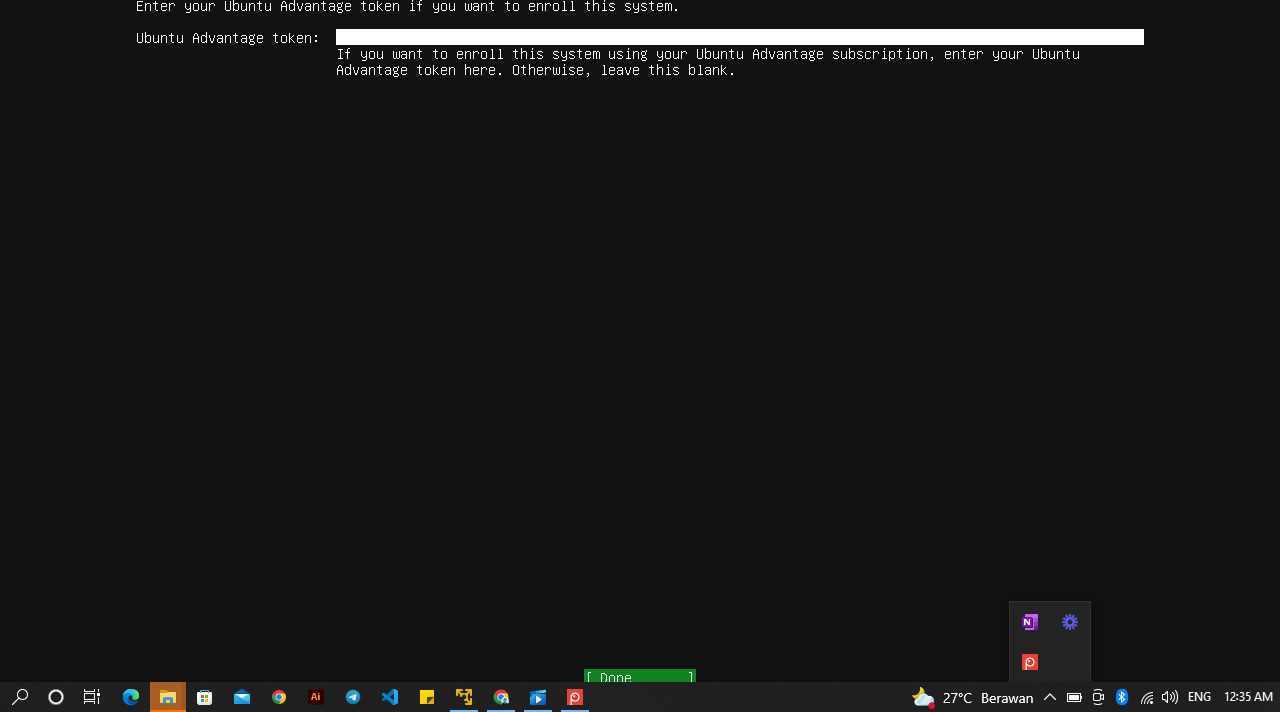 Enter your Ubuntu Advantage token if you want to enroll this system.
Ubuntu Advantage token:
If you want to enroll this system using your Ubuntu Advantage subscription, enter your Ubuntu
Advantage token here. Otherwise, leave this blank.
[ Done ]
N
Ai
27°C Berawan ENG 12:35 AM